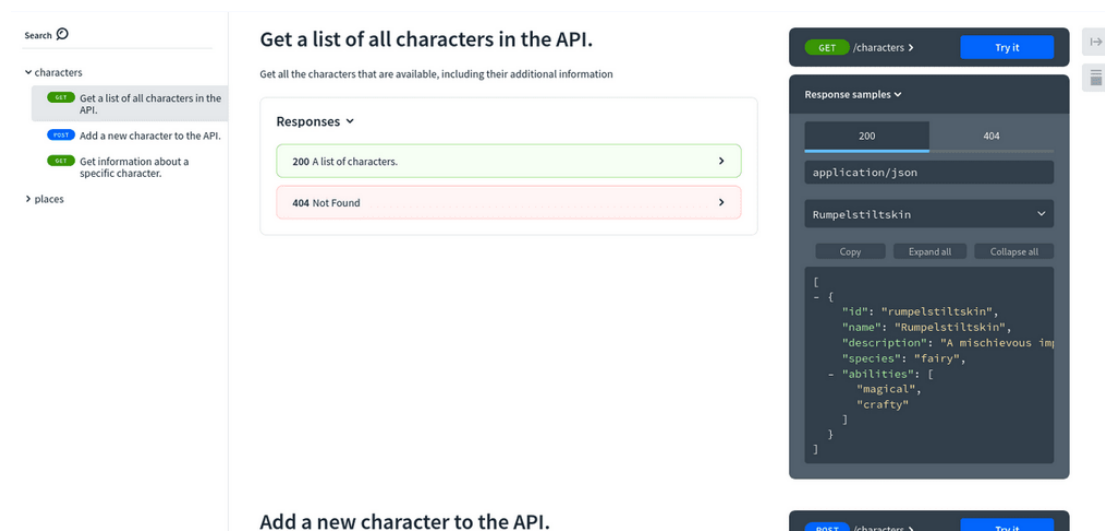 Search
characters
GET Get a list of all characters in the
API.
POST Add a new character to the API.
GET Get information about a
specific character.
places
Get a list of all characters in the API.
Get all the characters that are available, including their additional information
Responses
200 A list of characters.
404 Not Found
Add a new character to the API.
GET /characters
Try it
Response samples
200 404
application/json
Rumpelstiltskin
Copy Expand all Collapse all
[
- {
"id": "rumpelstiltskin",
"name": "Rumpelstiltskin",
"description": "A mischievous imp
"species": "fairy",
- "abilities": [
"magical",
"crafty"
]
}
]
POST /characters
Try it